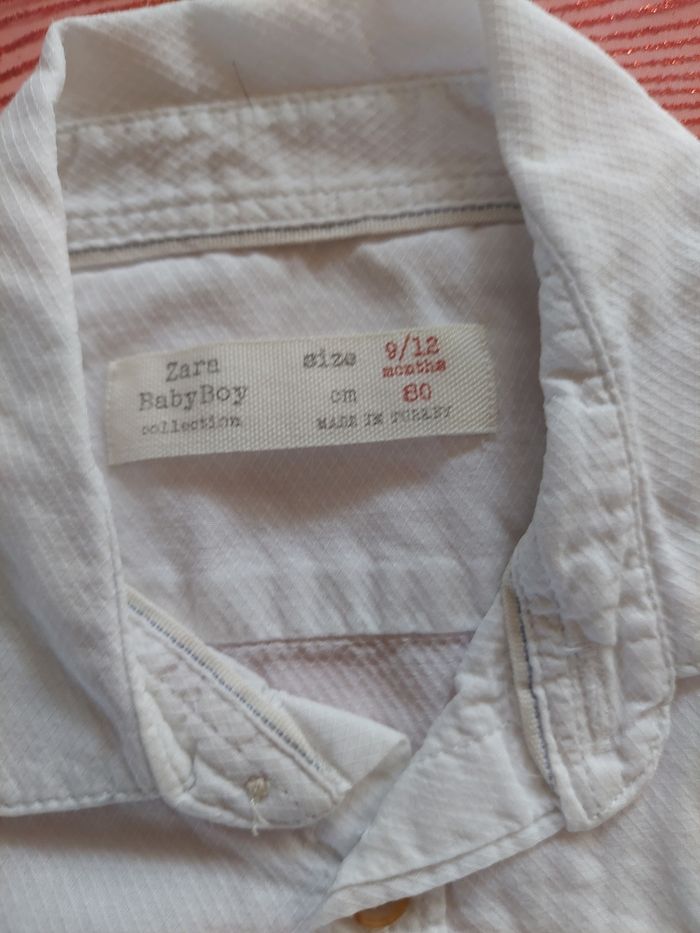 Zara
BabyBoy
collection
size 9/12
months
cm 80
MADE IN TURKEY